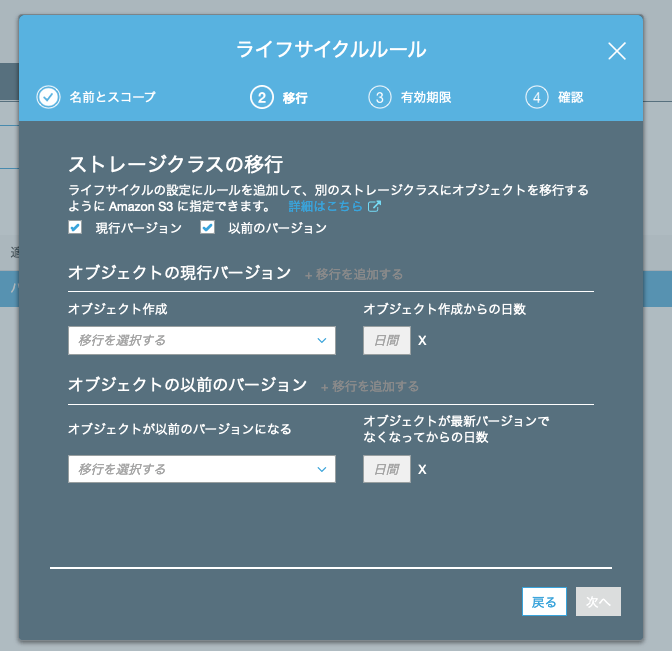 ライフサイクルルール
名前とスコープ
2 移行
3 有効期限
4 確認
ストレージクラスの移行
ライフサイクルの設定にルールを追加して、別のストレージクラスにオブジェクトを移行する
ように Amazon S3 に指定できます。 詳細はこちら
現行バージョン 以前のバージョン
オブジェクトの現行バージョン + 移行を追加する
オブジェクト作成 オブジェクト作成からの日数
移行を選択する 日間 X
オブジェクトの以前のバージョン + 移行を追加する
オブジェクトが以前のバージョンになる
オブジェクトが最新バージョンで
なくなってからの日数
移行を選択する 日間 X
戻る 次へ